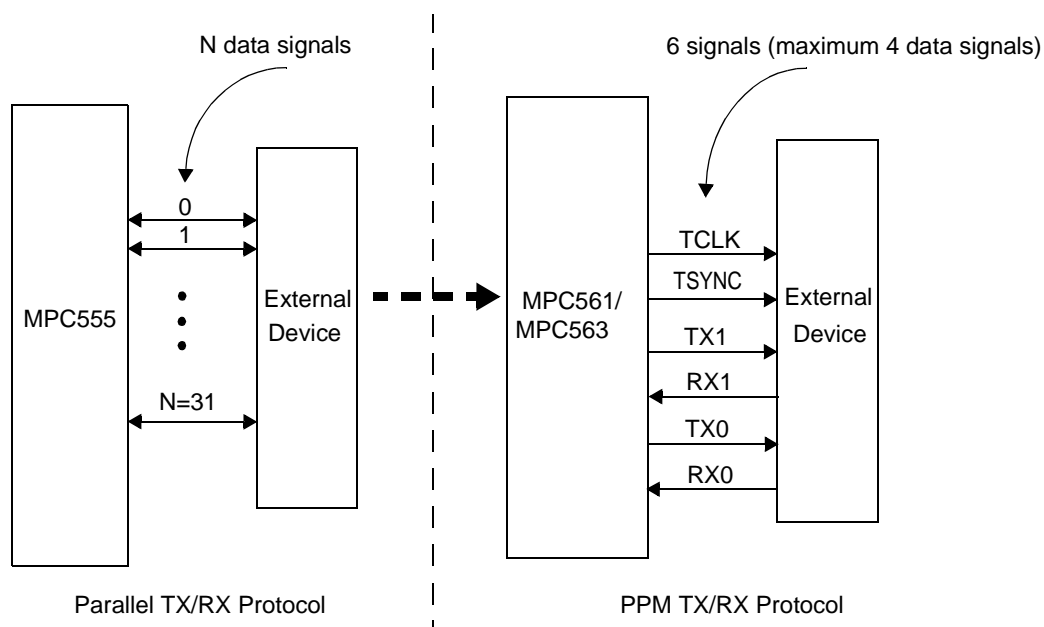 N data signals
6 signals (maximum 4 data signals)
MPC555
0
1
N=31
External
Device
MPC561/
MPC563
TCLK
TSYNC
TX1
RX1
TX0
RX0
External
Device
Parallel TX/RX Protocol
PPM TX/RX Protocol